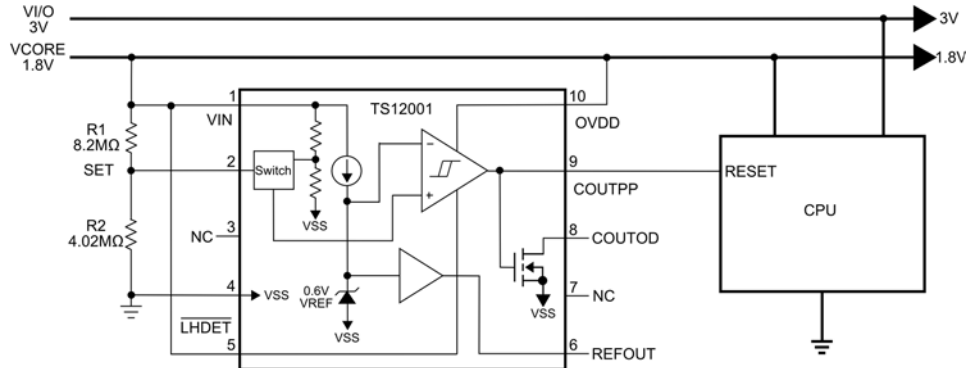 VI/O
3V
3V
VCORE
1.8V
1.8V
1
VIN
TS12001
10
OVDD
R1
8.2MΩ
SET
2
Switch
−
+
9
COUTPP
RESET
CPU
VSS
R2
4.02MΩ
NC
3
8
COUTOD
4
VSS
0.6V
VREF
7
NC
VSS
LHDET
5
VSS
6
REFOUT